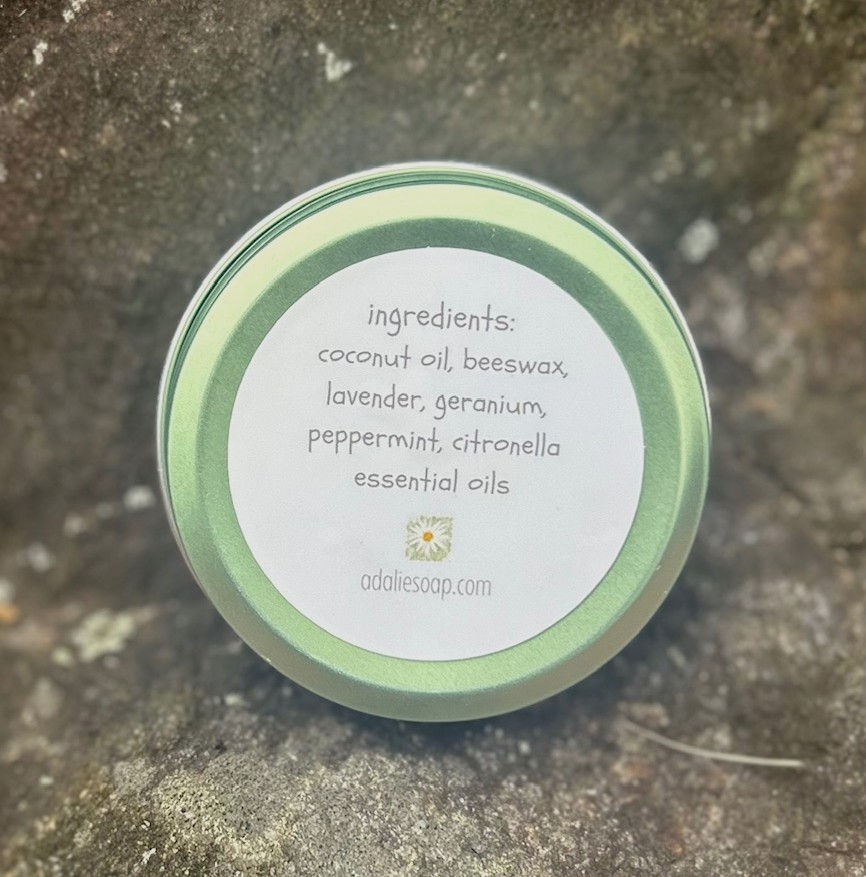 ingredients:
coconut oil, beeswax,
lavender, geranium,
peppermint, citronella
essential oils
adaliesoap.com